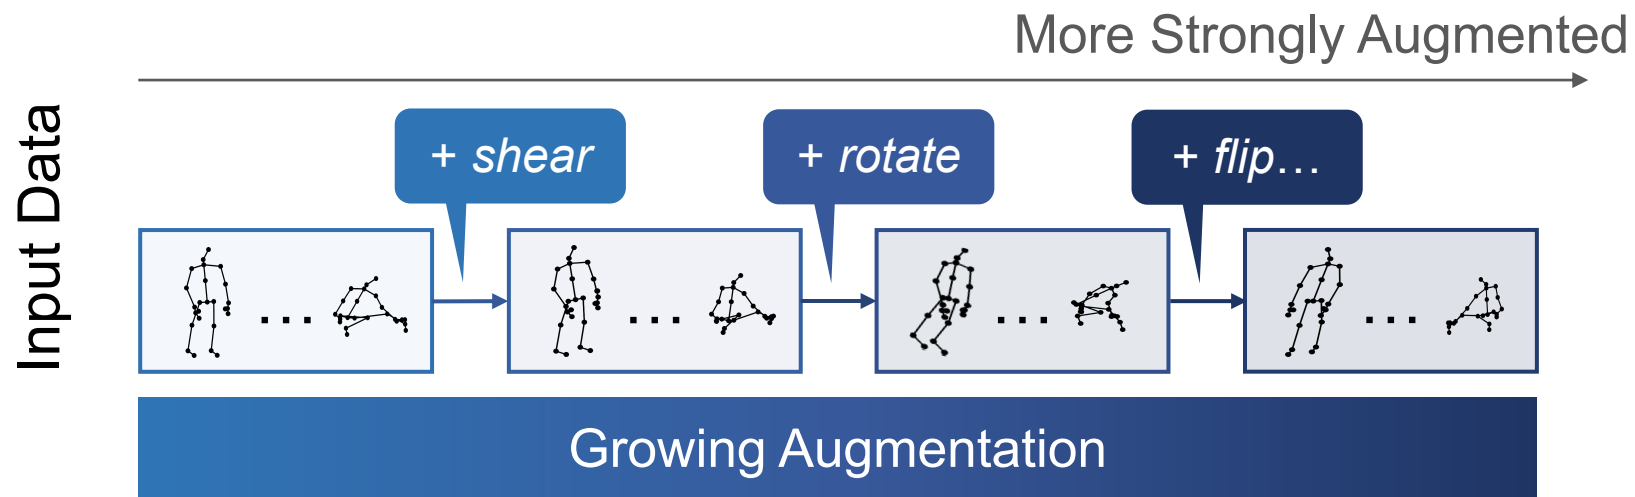 More Strongly Augmented
Input Data
+ shear
+ rotate
+ flip...
... ... ... ...
Growing Augmentation